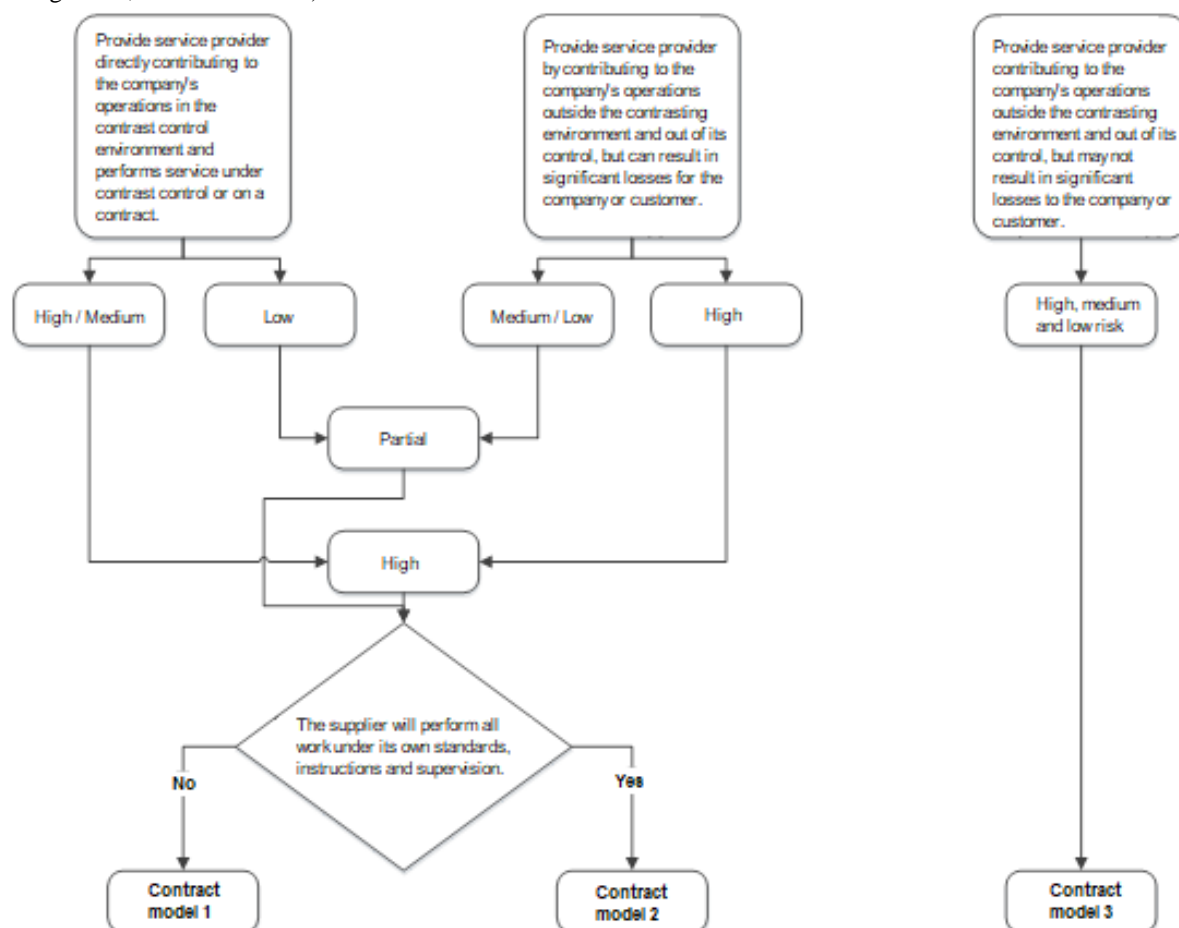 Provide service provider
directly contributing to
the company's
operations in the
contrast control
environment and
performs service under
contrast control or on a
contract.
Provide service provider
by contributing to the
company's operations
outside the contrasting
environment and out of its
control, but can result in
significant losses for the
company or customer.
Provide service provider
contributing to the
company's operations
outside the contrasting
environment and out of its
control, but may not
result in significant
losses to the company or
customer.
High / Medium
Low
Medium / Low
High
High, medium
and low risk
Partial
High
The supplier will perform all
work under its own standards,
instructions and supervision.
No
Yes
Contract
model 1
Contract
model 2
Contract
model 3